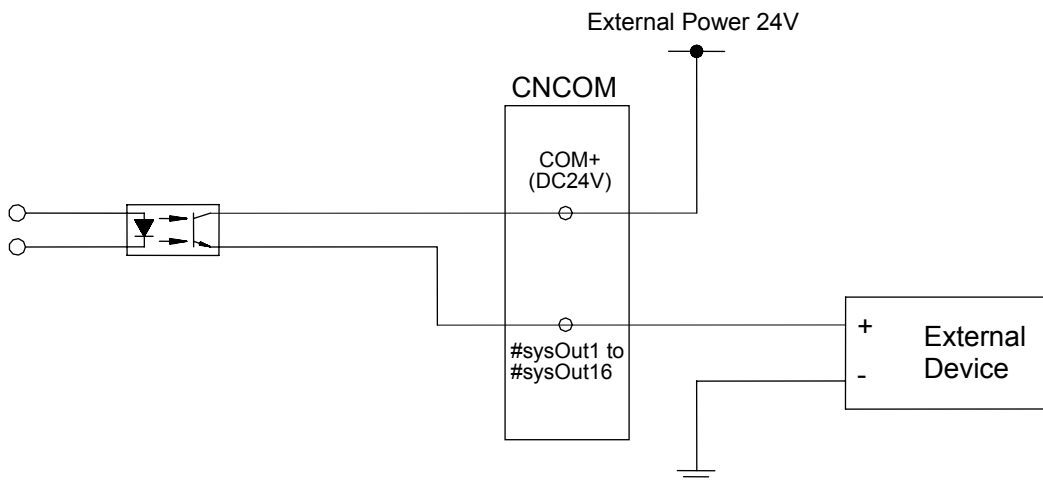 External Power 24V
CNCOM
COM+
(DC24V)
#sysOut1 to
#sysOut16
+
External
Device
-